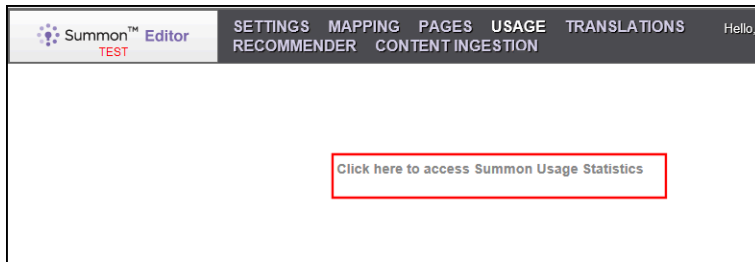 Summon™ Editor
TEST
SETTINGS MAPPING PAGES USAGE TRANSLATIONS
RECOMMENDER CONTENT INGESTION
Hello,
Click here to access Summon Usage Statistics